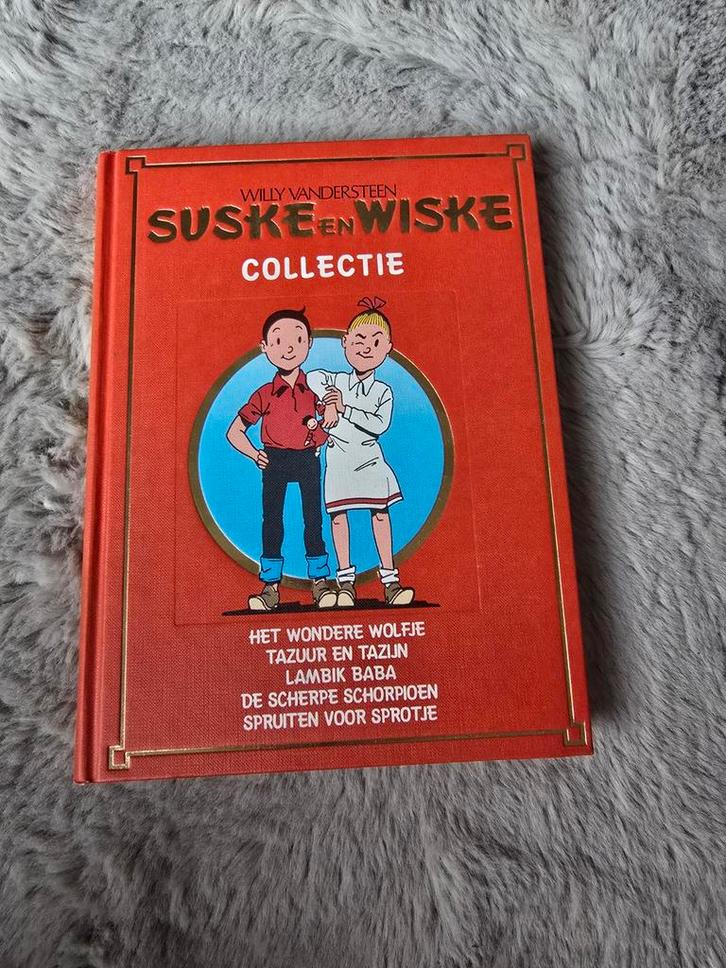 WILLY VANDERSTEEN
SUSKE EN WISKE
COLLECTIE
HET WONDERE WOLFJE
TAZUUR EN TAZIJN
LAMBIK BABA
DE SCHERPE SCHORPIOEN
SPRUITEN VOOR SPROTJE